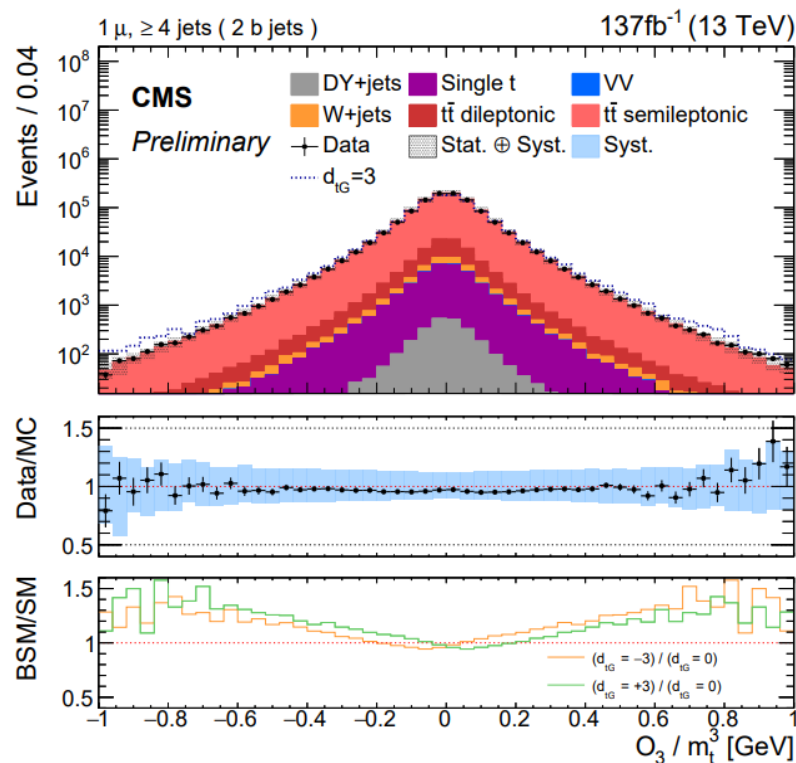 1 μ, ≥ 4 jets ( 2 b jets )    137fb⁻¹ (13 TeV)
Events / 0.04
10⁸
10⁷
10⁶
10⁵
10⁴
10³
10²
CMS
Preliminary
DY+jets    Single t    VV
W+jets    tt̄ dileptonic    tt̄ semileptonic
Data    Stat. ⊕ Syst.    Syst.
d_tG=3
Data/MC
1.5
1
0.5
BSM/SM
1.5
1
0.5
(d_tG = −3) / (d_tG = 0)
(d_tG = +3) / (d_tG = 0)
−1 −0.8 −0.6 −0.4 −0.2 0 0.2 0.4 0.6 0.8 1
O₃ / m_t³ [GeV]